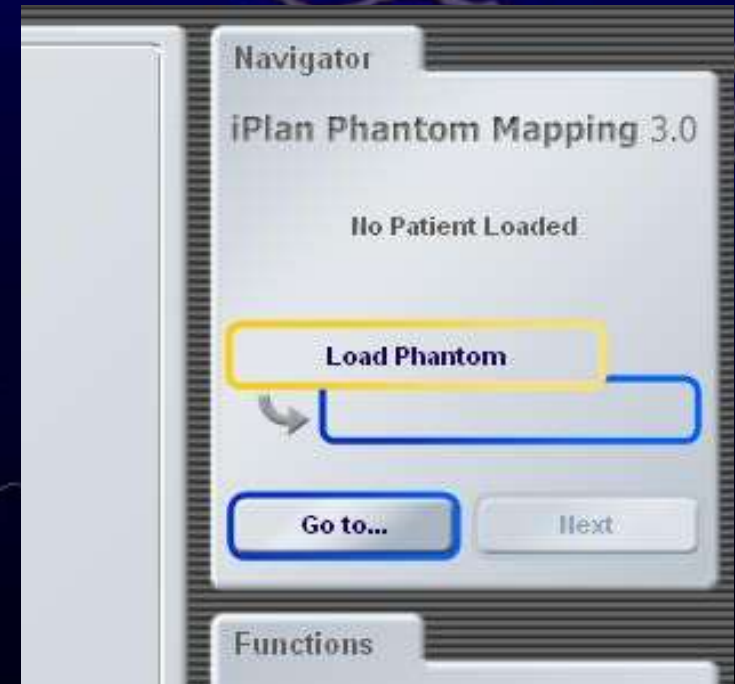 Navigator
iPlan Phantom Mapping 3.0
No Patient Loaded
Load Phantom
Go to... Next
Functions